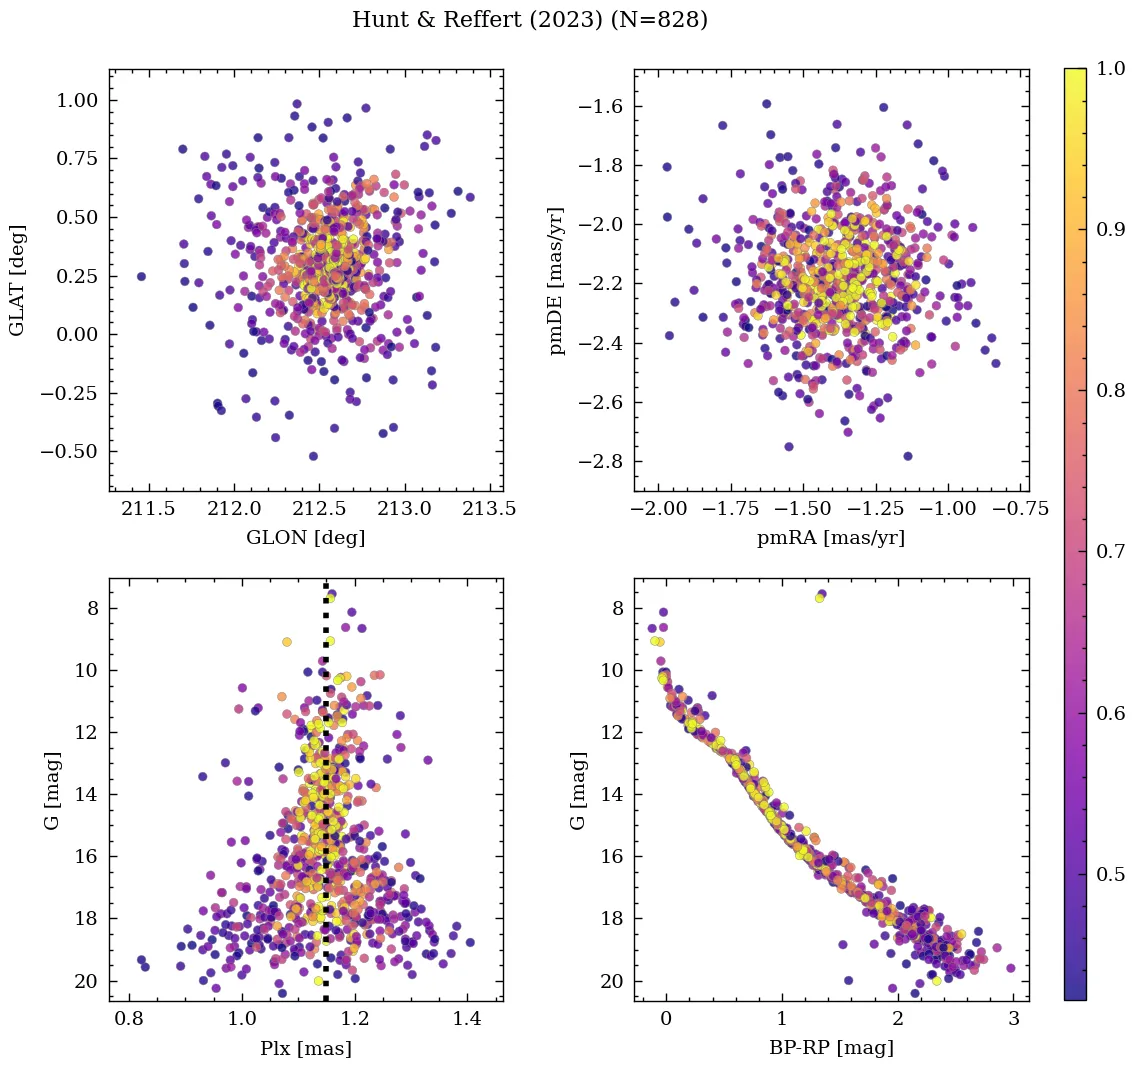 Hunt & Reffert (2023) (N=828)
1.00
0.75
0.50
0.25
0.00
−0.25
−0.50
GLAT [deg]
211.5 212.0 212.5 213.0 213.5
GLON [deg]
−1.6
−1.8
−2.0
−2.2
−2.4
−2.6
−2.8
pmDE [mas/yr]
−2.00 −1.75 −1.50 −1.25 −1.00 −0.75
pmRA [mas/yr]
8
10
12
14
16
18
20
G [mag]
0.8 1.0 1.2 1.4
Plx [mas]
8
10
12
14
16
18
20
G [mag]
0 1 2 3
BP-RP [mag]
1.0
0.9
0.8
0.7
0.6
0.5